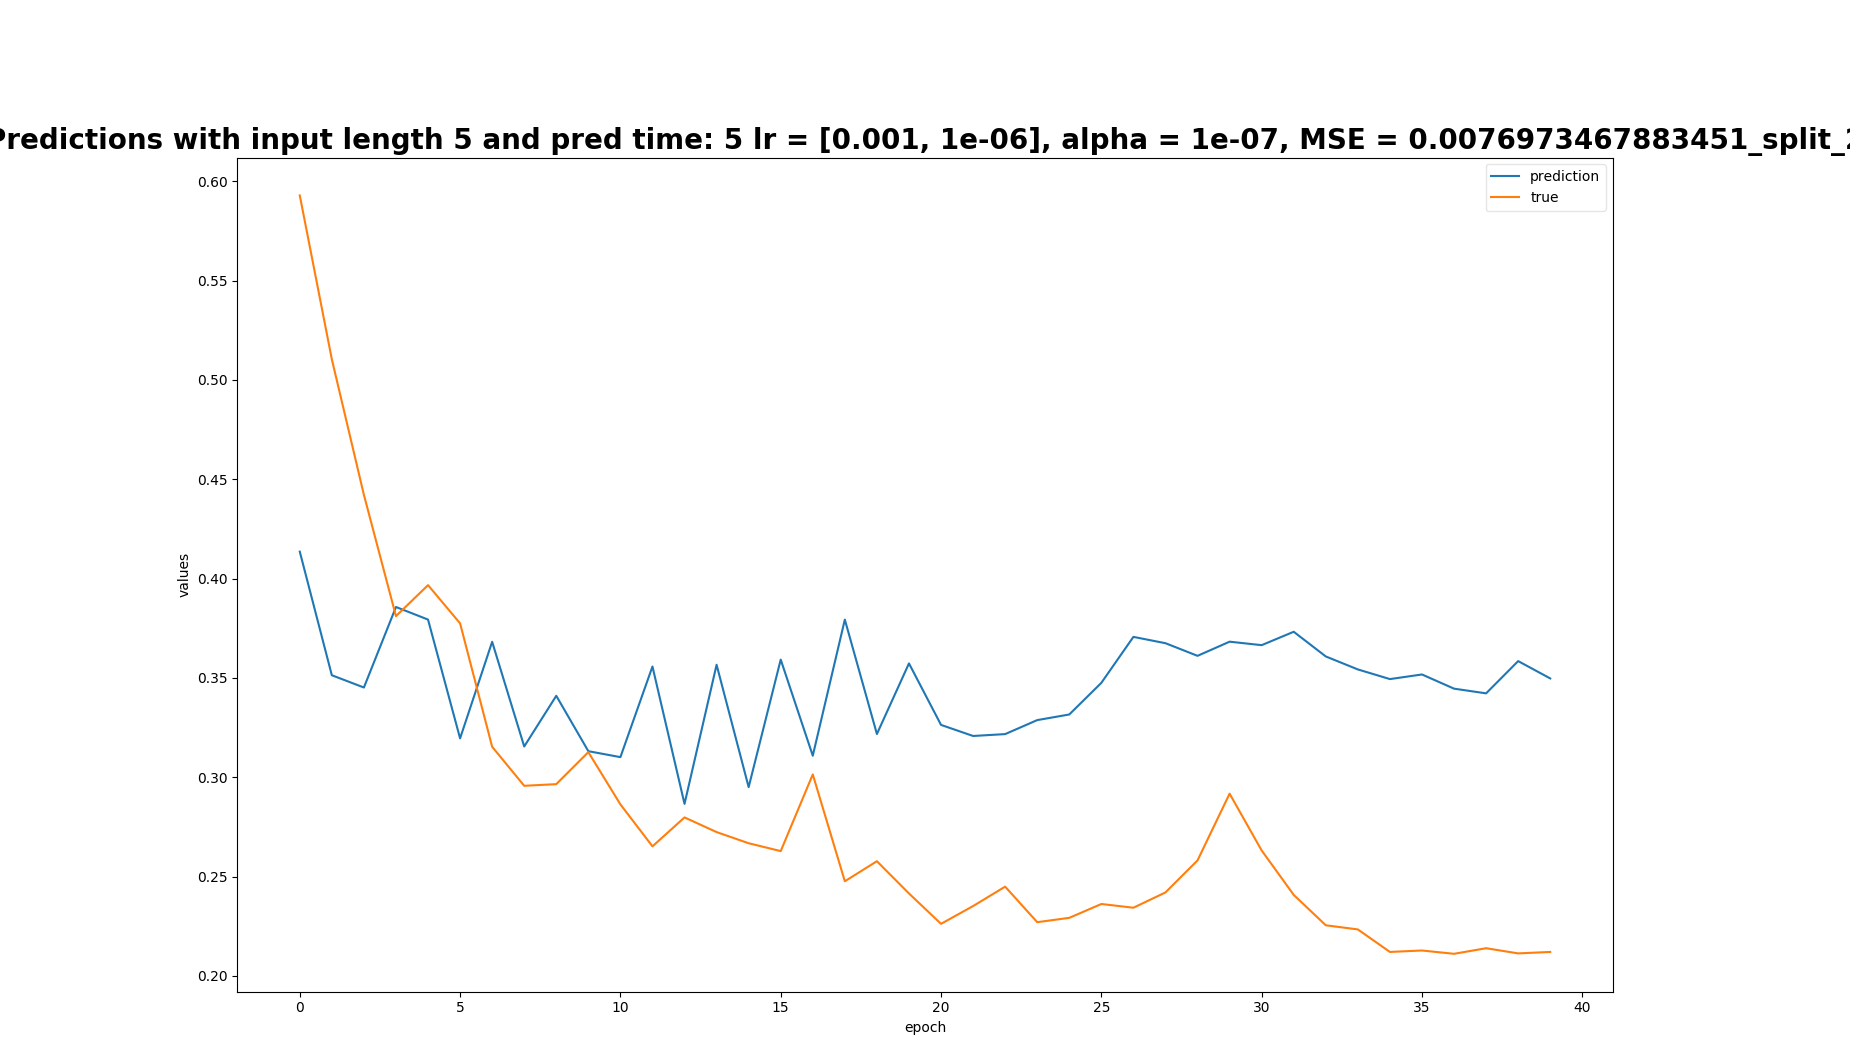 Predictions with input length 5 and pred time: 5 lr = [0.001, 1e-06], alpha = 1e-07, MSE = 0.0076973467883451_split_2
prediction
true
0.60
0.55
0.50
0.45
0.40
0.35
0.30
0.25
0.20
values
0 5 10 15 20 25 30 35 40
epoch